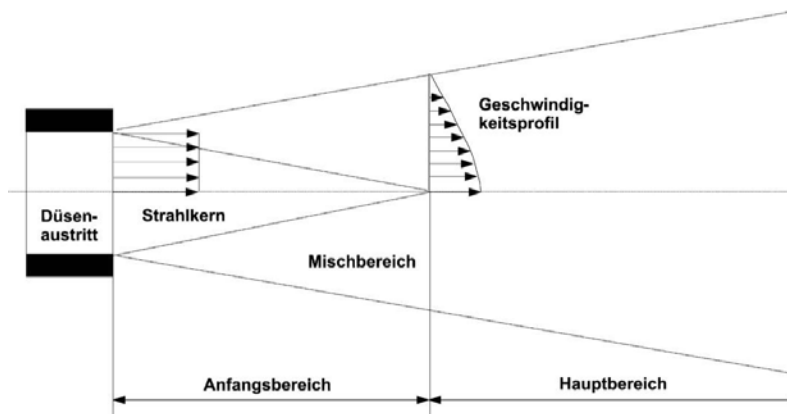 Geschwindig-
keitsprofil
Düsen-
austritt
Strahlkern
Mischbereich
Anfangsbereich
Hauptbereich